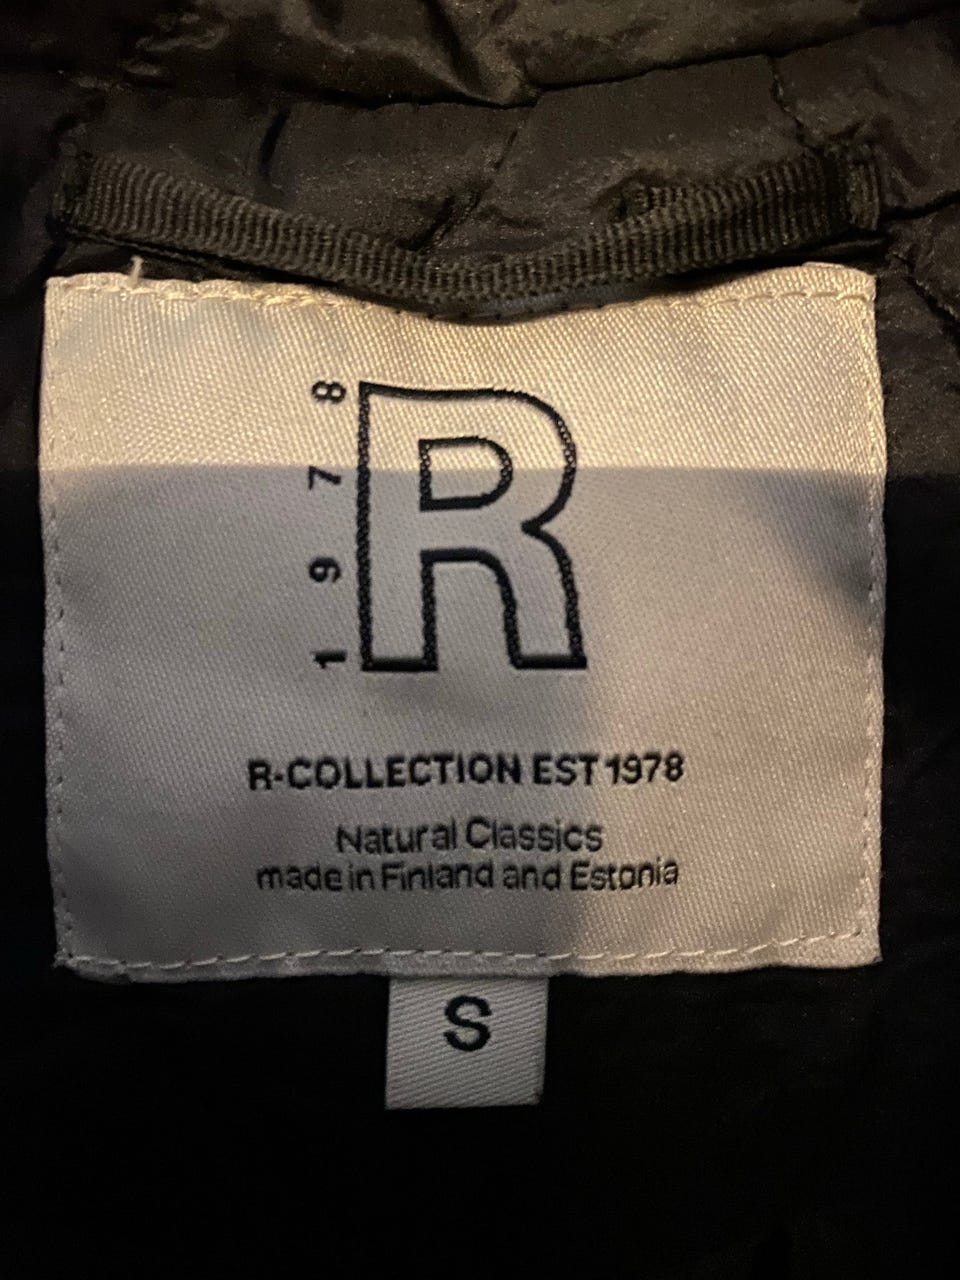 1978
R
R-COLLECTION EST 1978
Natural Classics
made in Finland and Estonia
S